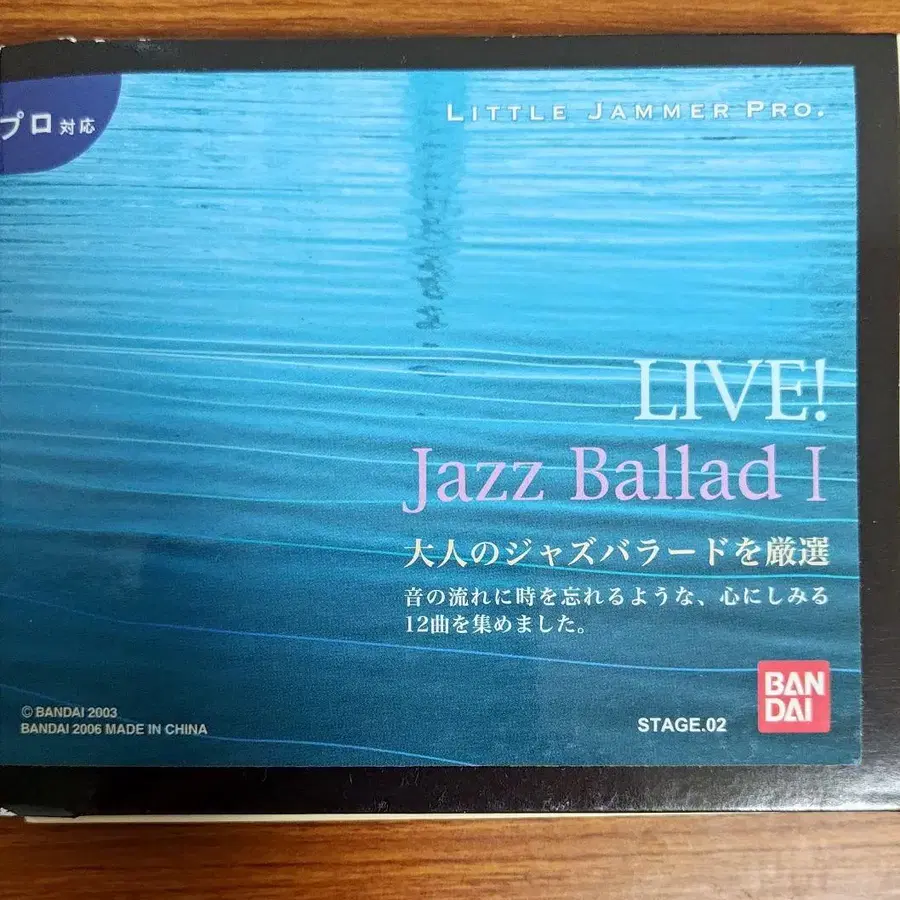 プロ対応
LITTLE JAMMER PRO.
LIVE!
Jazz Ballad I
大人のジャズバラードを厳選
音の流れに時を忘れるような、心にしみる
12曲を集めました。
© BANDAI 2003
BANDAI 2006 MADE IN CHINA
STAGE.02
BAN
DAI